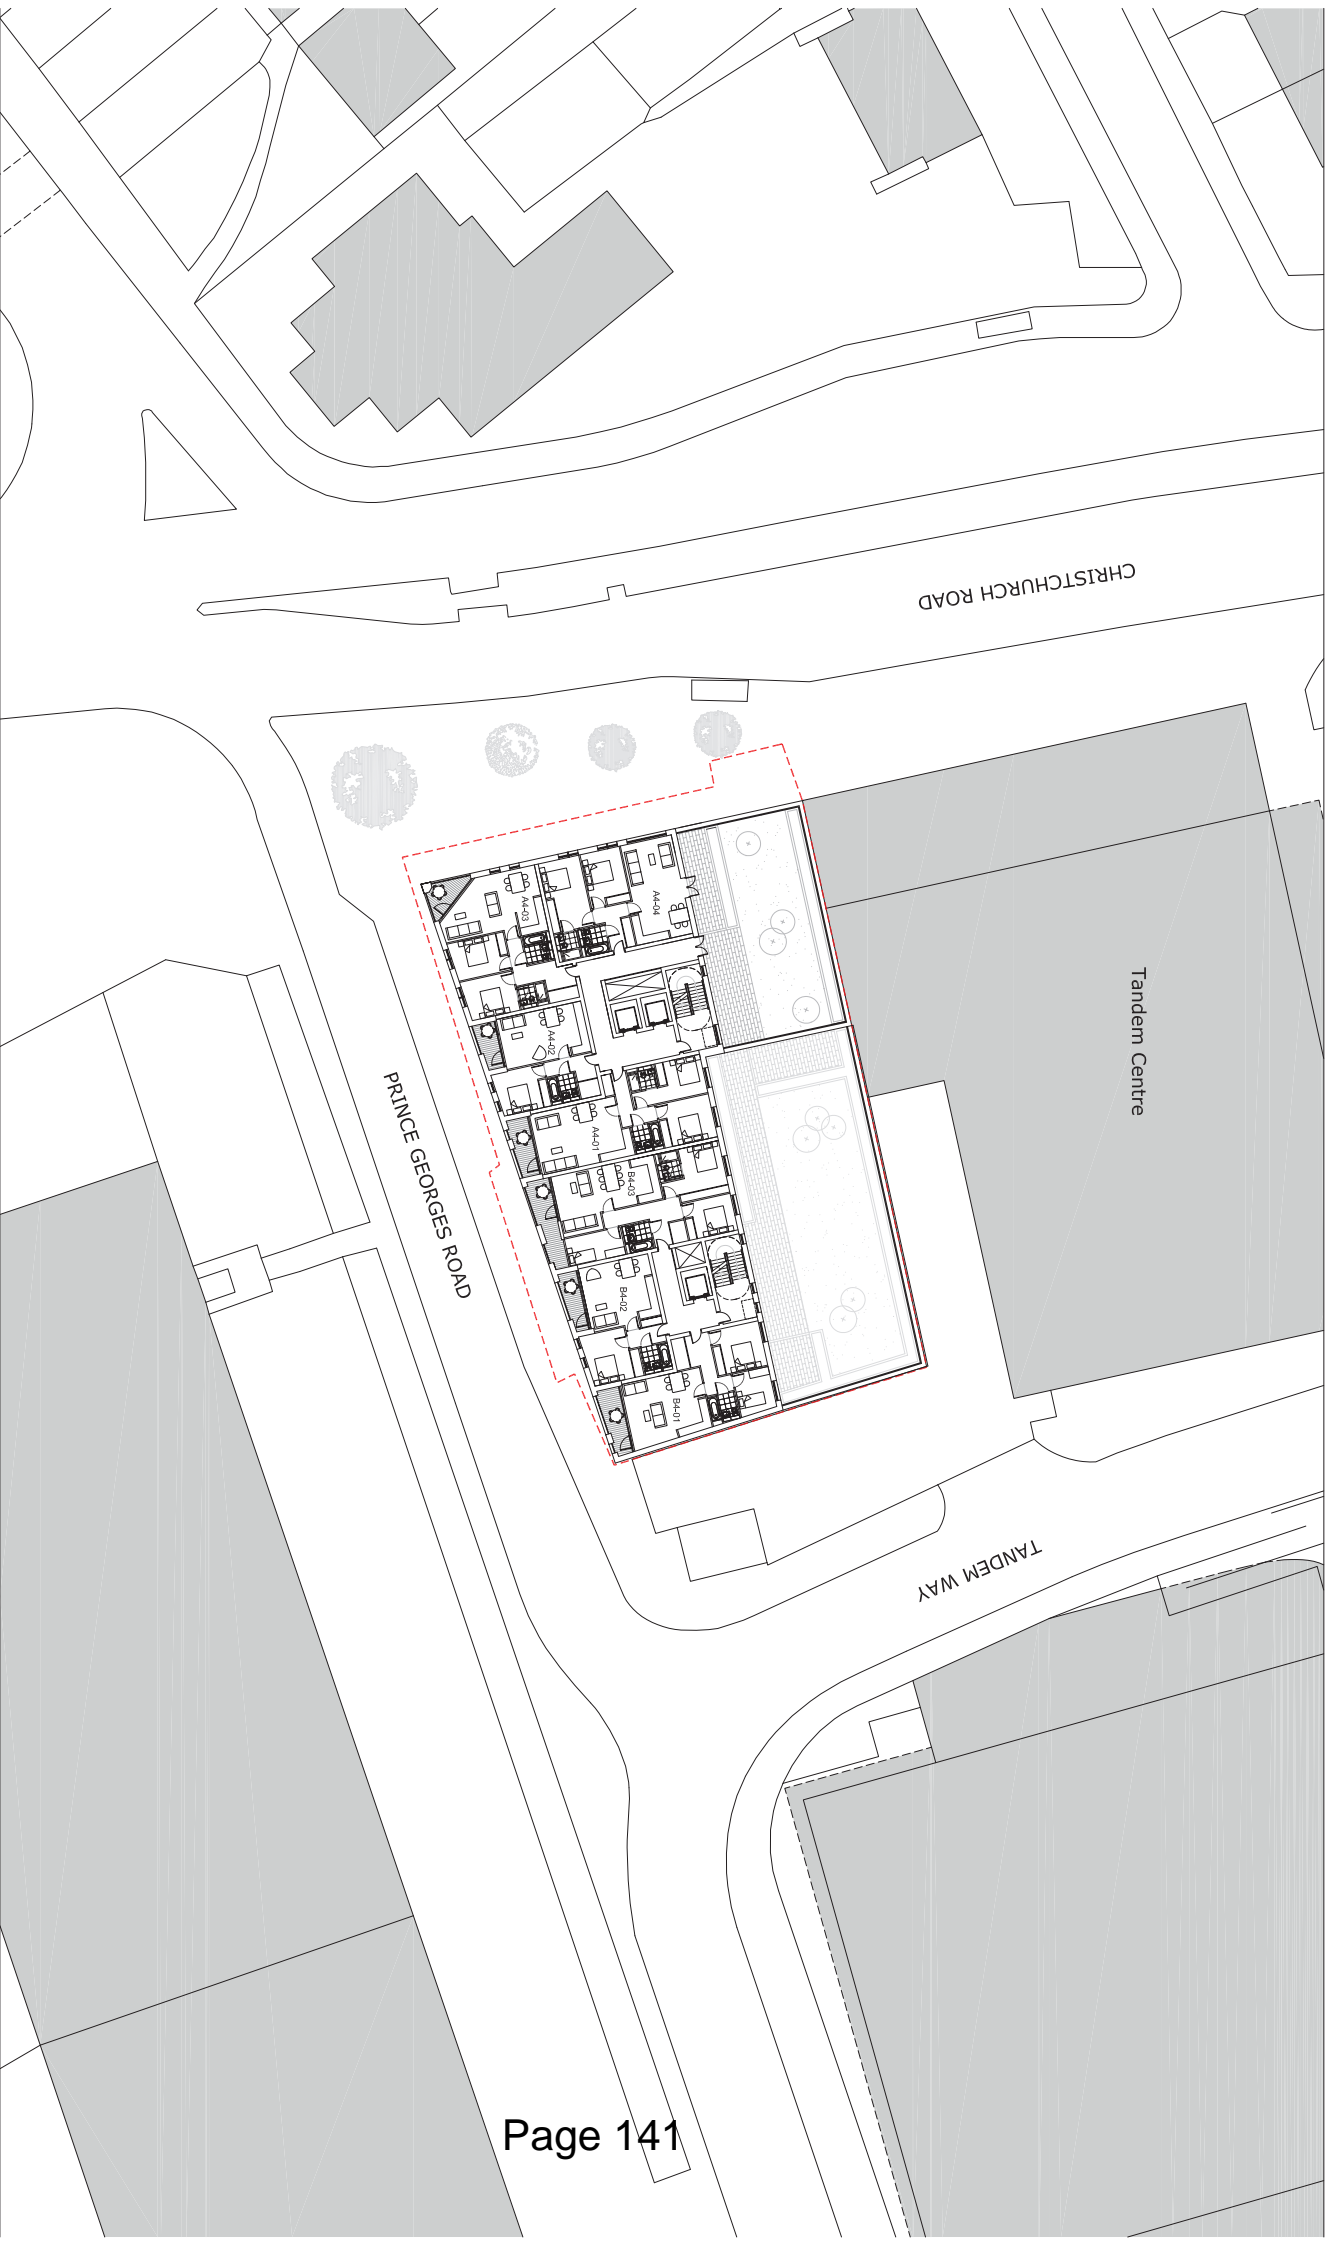 CHRISTCHURCH ROAD
A4-04
A4-03
A4-02
Tandem Centre
A4-01
PRINCE GEORGES ROAD
B4-03
B4-02
B4-01
TANDEM WAY
Page 141